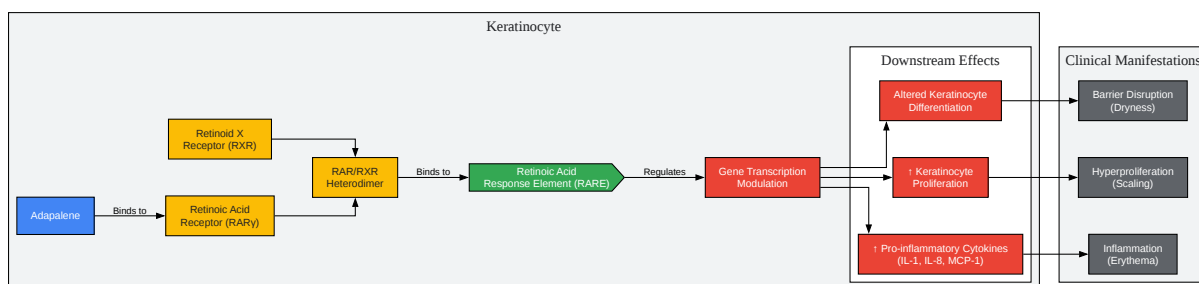 Keratinocyte
Downstream Effects
Clinical Manifestations
Altered Keratinocyte
Differentiation
Barrier Disruption
(Dryness)
Retinoid X
Receptor (RXR)
RAR/RXR
Heterodimer
Binds to
Retinoic Acid
Response Element (RARE)
Regulates
Gene Transcription
Modulation
↑ Keratinocyte
Proliferation
Hyperproliferation
(Scaling)
Adapalene
Binds to
Retinoic Acid
Receptor (RARγ)
↑ Pro-inflammatory Cytokines
(IL-1, IL-8, MCP-1)
Inflammation
(Erythema)